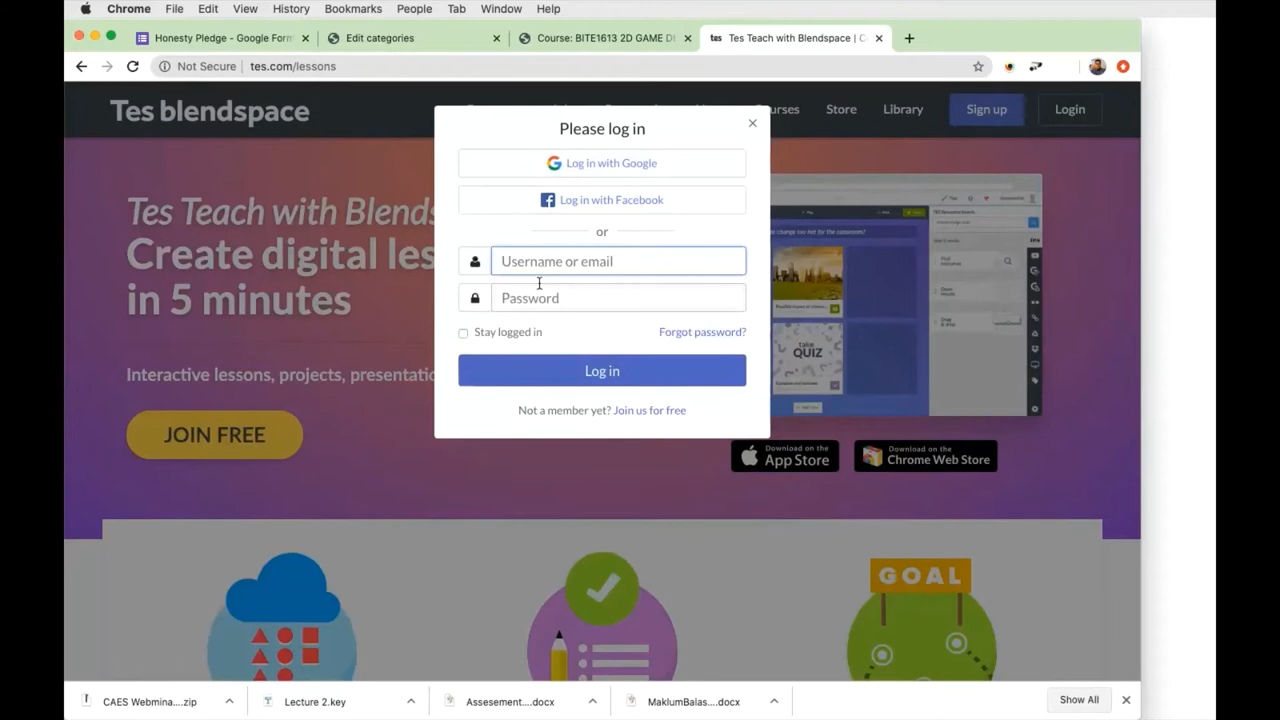 Chrome File Edit View History Bookmarks People Tab Window Help
Honesty Pledge - Google Form
Edit categories
Course: BITE1613 2D GAME DE
tes Tes Teach with Blendspace | C
Not Secure tes.com/lessons
Tes blendspace
Courses Store Library Sign up Login
Please log in
Log in with Google
Log in with Facebook
or
Username or email
Password
Stay logged in Forgot password?
Log in
Not a member yet? Join us for free
Tes Teach with Blends
Create digital les
in 5 minutes
Interactive lessons, projects, presentatio
JOIN FREE
take
QUIZ
Download on the
App Store
Download on the
Chrome Web Store
GOAL
CAES Webmina....zip
Lecture 2.key
Assesement....docx
MaklumBalas....docx
Show All